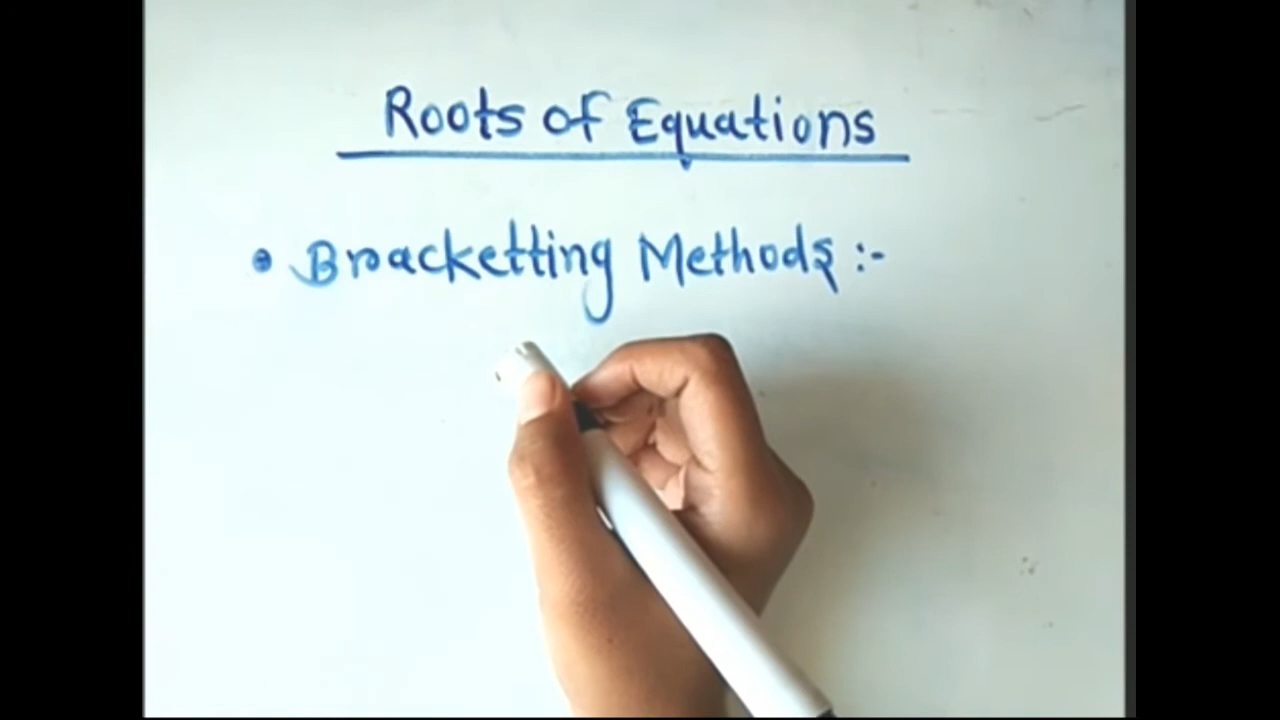 Roots of Equations
• Bracketting Methods :-